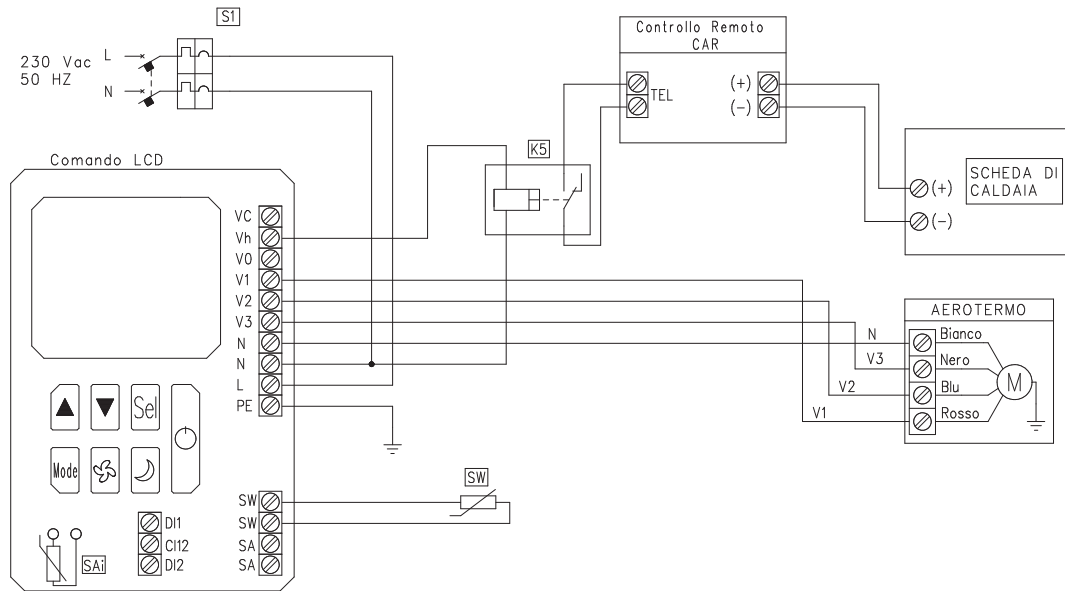 S1
230 Vac
50 HZ
L
N
Controllo Remoto
CAR
TEL
(+)
(-)
K5
SCHEDA DI
CALDAIA
(+)
(-)
Comando LCD
VC
Vh
V0
V1
V2
V3
N
N
L
PE
AEROTERMO
N
Bianco
V3
Nero
V2
Blu
V1
Rosso
M
Sel
Mode
SW
SW
SW
SA
SA
DI1
CI12
DI2
SAi